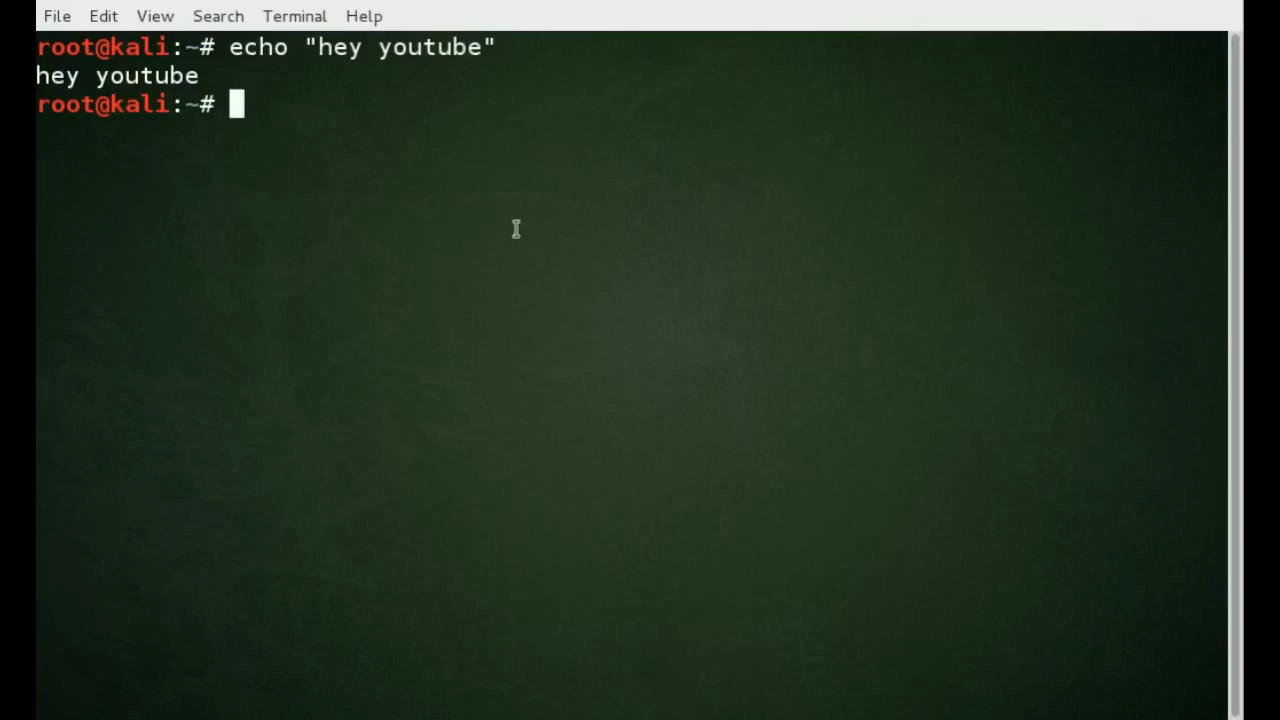 File Edit View Search Terminal Help
root@kali:~# echo "hey youtube"
hey youtube
root@kali:~#